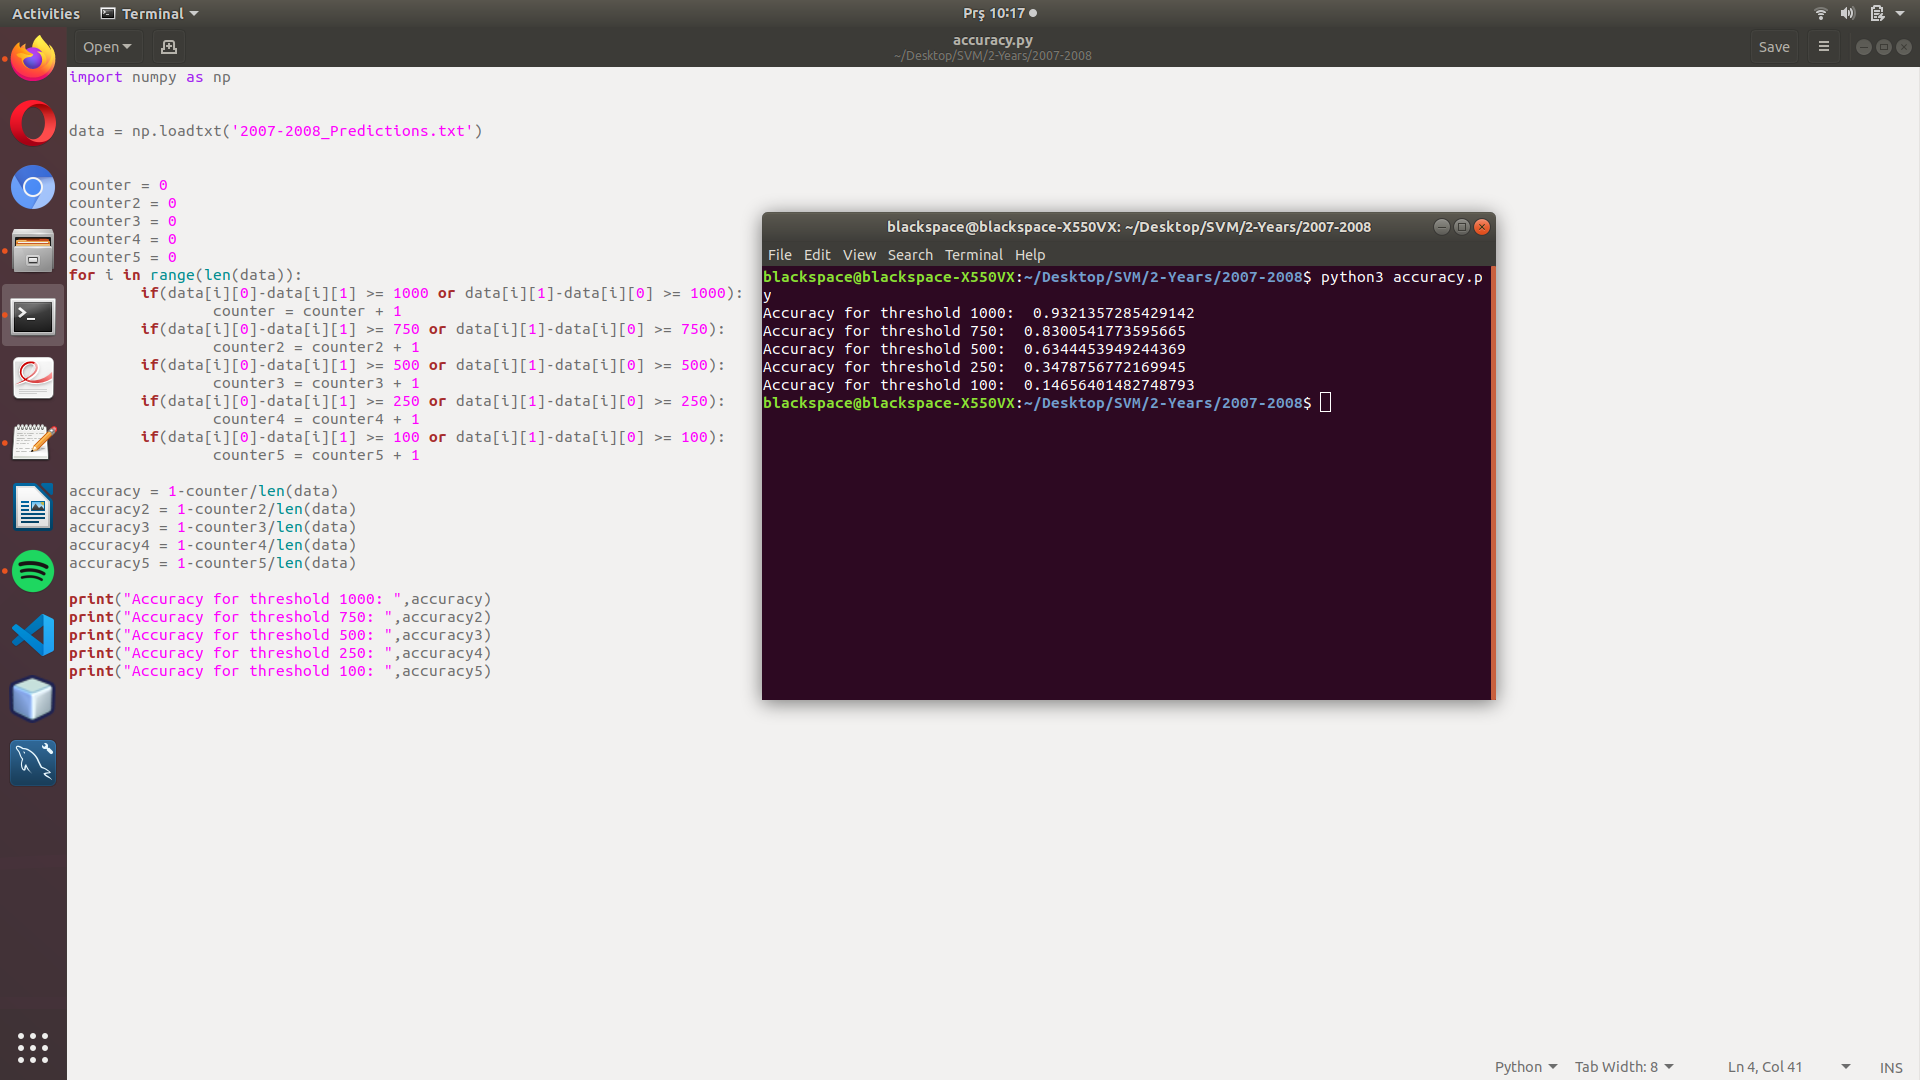 Activities Terminal Prş 10:17
Open accuracy.py Save
~/Desktop/SVM/2-Years/2007-2008
import numpy as np
data = np.loadtxt('2007-2008_Predictions.txt')
counter = 0
counter2 = 0
counter3 = 0
counter4 = 0
counter5 = 0
for i in range(len(data)):
        if(data[i][0]-data[i][1] >= 1000 or data[i][1]-data[i][0] >= 1000):
                counter = counter + 1
        if(data[i][0]-data[i][1] >= 750 or data[i][1]-data[i][0] >= 750):
                counter2 = counter2 + 1
        if(data[i][0]-data[i][1] >= 500 or data[i][1]-data[i][0] >= 500):
                counter3 = counter3 + 1
        if(data[i][0]-data[i][1] >= 250 or data[i][1]-data[i][0] >= 250):
                counter4 = counter4 + 1
        if(data[i][0]-data[i][1] >= 100 or data[i][1]-data[i][0] >= 100):
                counter5 = counter5 + 1
accuracy = 1-counter/len(data)
accuracy2 = 1-counter2/len(data)
accuracy3 = 1-counter3/len(data)
accuracy4 = 1-counter4/len(data)
accuracy5 = 1-counter5/len(data)
print("Accuracy for threshold 1000: ",accuracy)
print("Accuracy for threshold 750: ",accuracy2)
print("Accuracy for threshold 500: ",accuracy3)
print("Accuracy for threshold 250: ",accuracy4)
print("Accuracy for threshold 100: ",accuracy5)
blackspace@blackspace-X550VX: ~/Desktop/SVM/2-Years/2007-2008
File Edit View Search Terminal Help
blackspace@blackspace-X550VX:~/Desktop/SVM/2-Years/2007-2008$ python3 accuracy.p
y
Accuracy for threshold 1000:  0.9321357285429142
Accuracy for threshold 750:  0.8300541773595665
Accuracy for threshold 500:  0.6344453949244369
Accuracy for threshold 250:  0.3478756772169945
Accuracy for threshold 100:  0.14656401482748793
blackspace@blackspace-X550VX:~/Desktop/SVM/2-Years/2007-2008$
Python Tab Width: 8 Ln 4, Col 41 INS